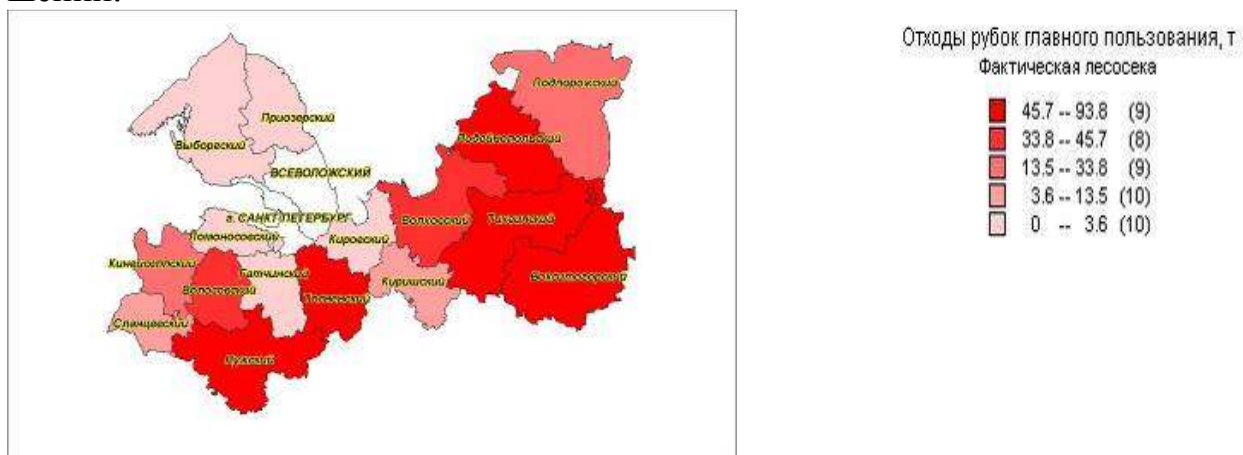 Отходы рубок главного пользования, т
Фактическая лесосека
45.7 -- 93.8 (9)
33.8 -- 45.7 (8)
13.5 -- 33.8 (9)
3.6 -- 13.5 (10)
0 -- 3.6 (10)
Подпорожский
Приозерский
Лодейнопольский
Выборгский
ВСЕВОЛОЖСКИЙ
г. САНКТ-ПЕТЕРБУРГ
Волховский
Тихвинский
Ломоносовский
Кировский
Кингисеппский
Гатчинский
Бокситогорский
Волосовский
Тосненский
Киришский
Сланцевский
Лужский